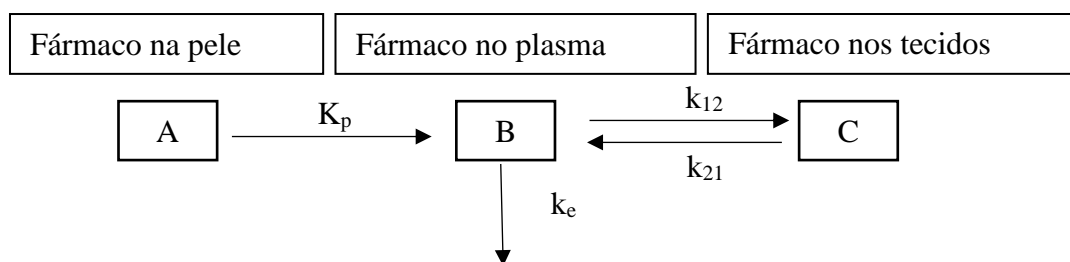 Fármaco na pele
Fármaco no plasma
Fármaco nos tecidos
A
Kp
B
k12
k21
C
ke